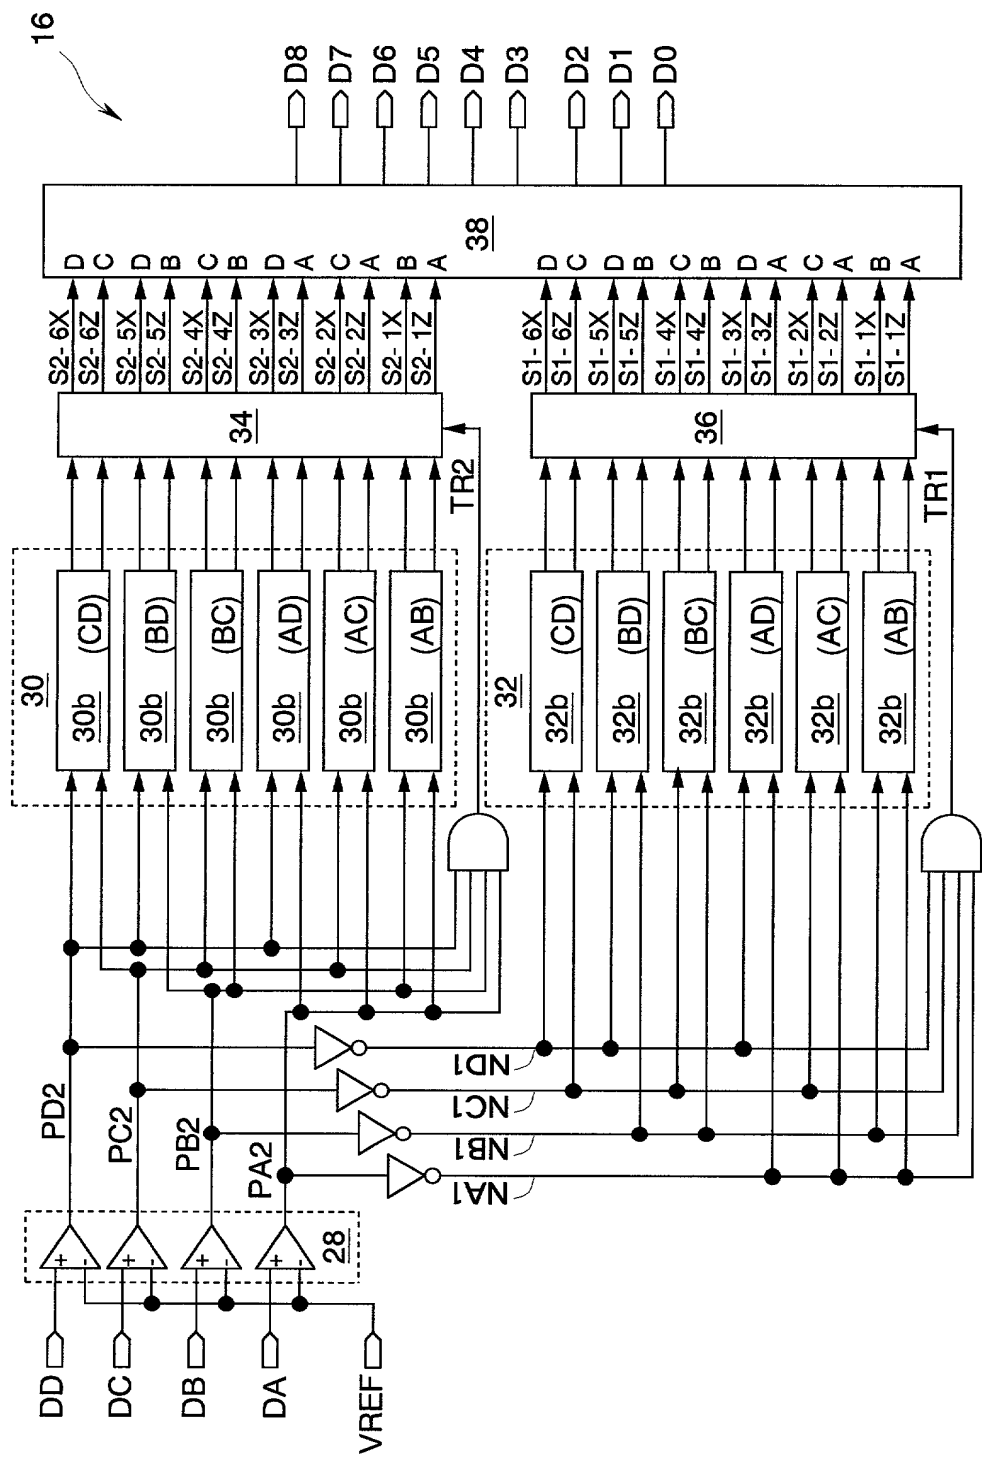 16
DD
DC
DB
DA
VREF
28
PD2
PC2
PB2
PA2
ND1
NC1
NB1
NA1
30
30b (CD)
30b (BD)
30b (BC)
30b (AD)
30b (AC)
30b (AB)
TR2
34
S2-6X D
S2-6Z C
S2-5X D
S2-5Z B
S2-4X C
S2-4Z B
S2-3X D
S2-3Z A
S2-2X C
S2-2Z A
S2-1X B
S2-1Z A
32
32b (CD)
32b (BD)
32b (BC)
32b (AD)
32b (AC)
32b (AB)
TR1
36
S1-6X D
S1-6Z C
S1-5X D
S1-5Z B
S1-4X C
S1-4Z B
S1-3X D
S1-3Z A
S1-2X C
S1-2Z A
S1-1X B
S1-1Z A
38
D8
D7
D6
D5
D4
D3
D2
D1
D0
+ -
+ -
+ -
+ -